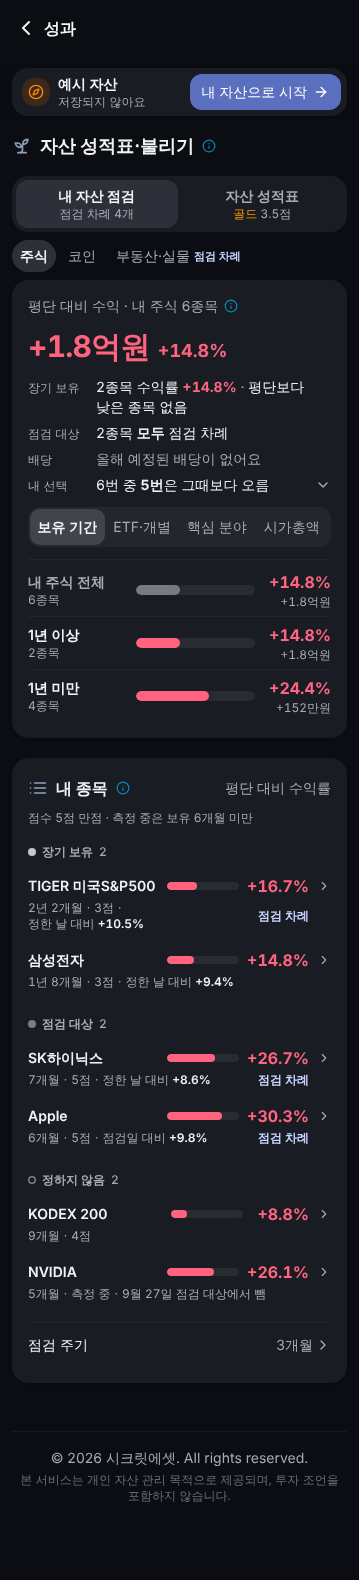 성과
예시 자산
저장되지 않아요
내 자산으로 시작 →
자산 성적표·불리기
내 자산 점검
점검 차례 4개
자산 성적표
골드 3.5점
주식 코인 부동산·실물 점검 차례
평단 대비 수익 · 내 주식 6종목
+1.8억원 +14.8%
장기 보유 2종목 수익률 +14.8% · 평단보다
낮은 종목 없음
점검 대상 2종목 모두 점검 차례
배당 올해 예정된 배당이 없어요
내 선택 6번 중 5번은 그때보다 오름
보유 기간 ETF·개별 핵심 분야 시가총액
내 주식 전체 +14.8%
6종목 +1.8억원
1년 이상 +14.8%
2종목 +1.8억원
1년 미만 +24.4%
4종목 +152만원
내 종목 평단 대비 수익률
점수 5점 만점 · 측정 중은 보유 6개월 미만
장기 보유 2
TIGER 미국S&P500 +16.7%
2년 2개월 · 3점 · 점검 차례
정한 날 대비 +10.5%
삼성전자 +14.8%
1년 8개월 · 3점 · 정한 날 대비 +9.4%
점검 대상 2
SK하이닉스 +26.7%
7개월 · 5점 · 정한 날 대비 +8.6% 점검 차례
Apple +30.3%
6개월 · 5점 · 점검일 대비 +9.8% 점검 차례
정하지 않음 2
KODEX 200 +8.8%
9개월 · 4점
NVIDIA +26.1%
5개월 · 측정 중 · 9월 27일 점검 대상에서 뺌
점검 주기 3개월
© 2026 시크릿에셋. All rights reserved.
본 서비스는 개인 자산 관리 목적으로 제공되며, 투자 조언을
포함하지 않습니다.